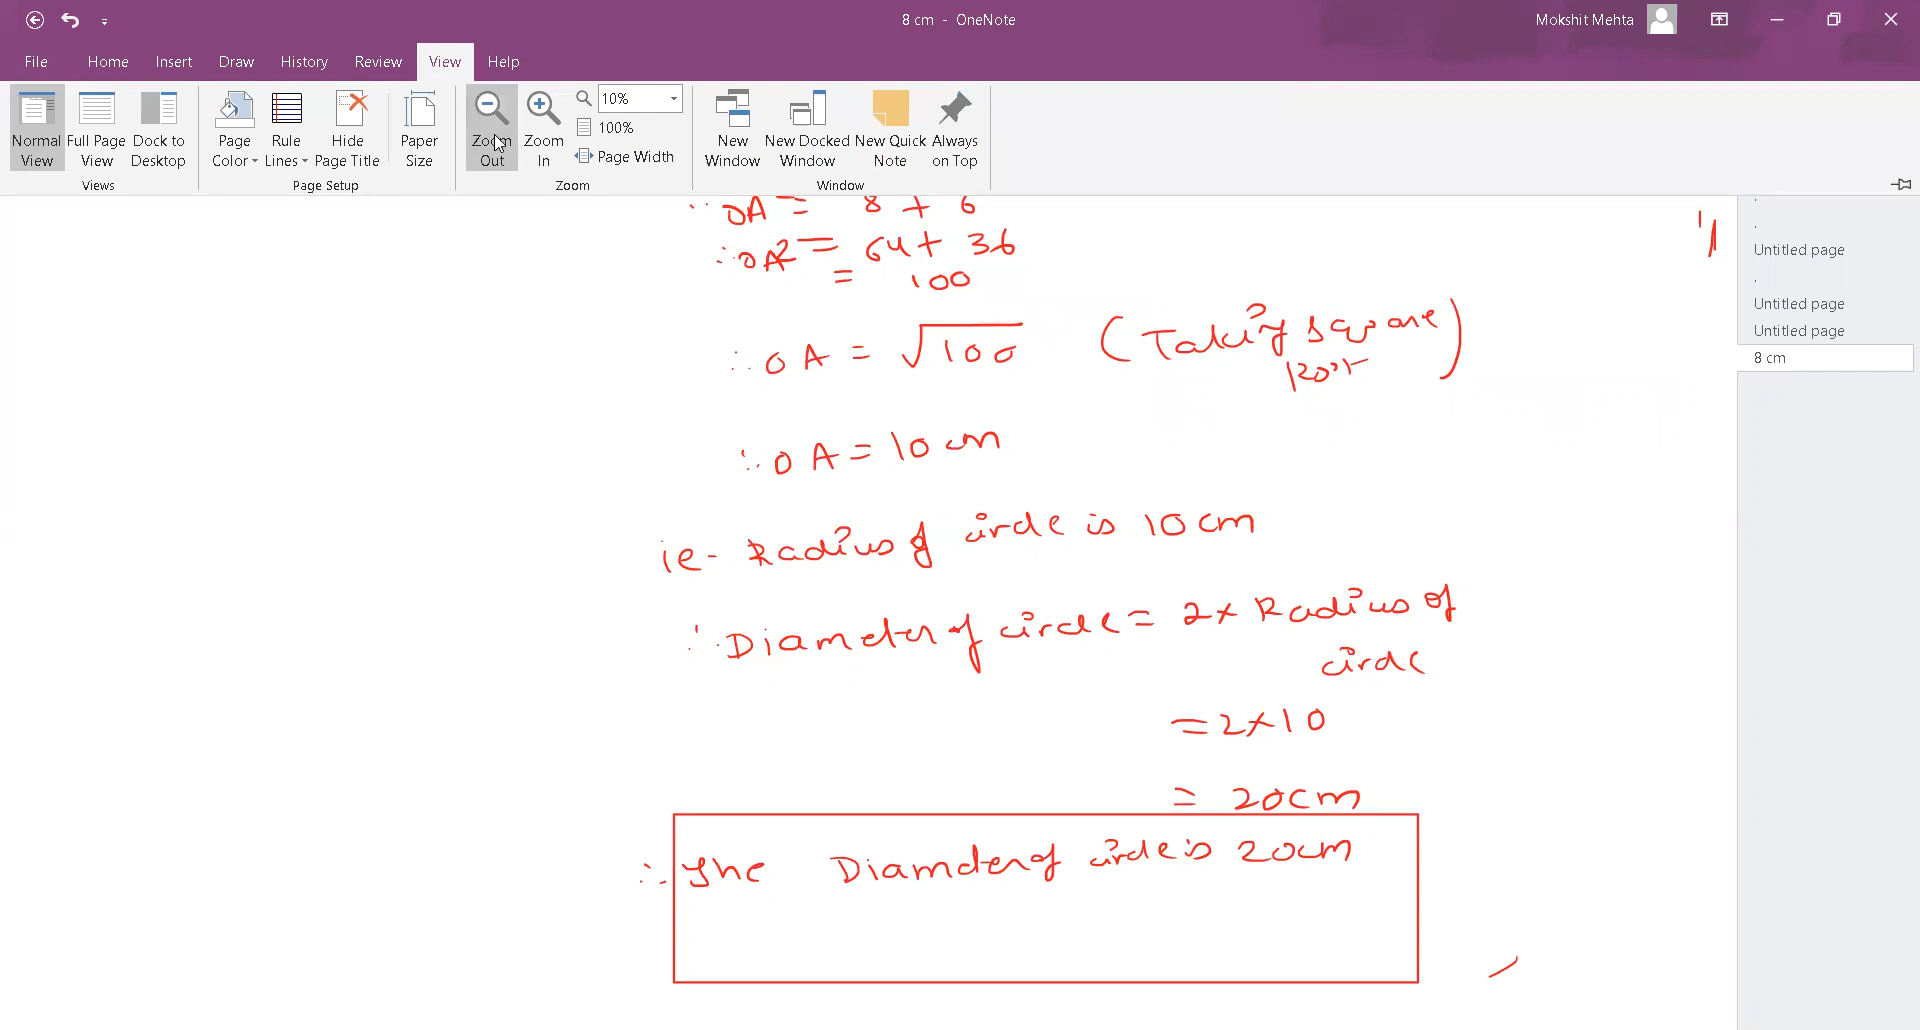 8 cm - OneNote
Mokshit Mehta
File Home Insert Draw History Review View Help
Normal View
Full Page View
Dock to Desktop
Views
Page Color
Rule Lines
Hide Page Title
Paper Size
Page Setup
Zoom Out
Zoom In
10%
100%
Page Width
Zoom
New Window
New Docked Window
New Quick Note
Always on Top
Window
∴ OA = 8 + 6
∴ OA² = 64 + 36
= 100
∴ OA = √100 (Taking square
root)
∴ OA = 10 cm
ie - Radius of circle is 10 cm
∴ Diameter of circle = 2 × Radius of
circle
= 2 × 10
= 20 cm
∴ The Diameter of circle is 20 cm
Untitled page
Untitled page
Untitled page
8 cm